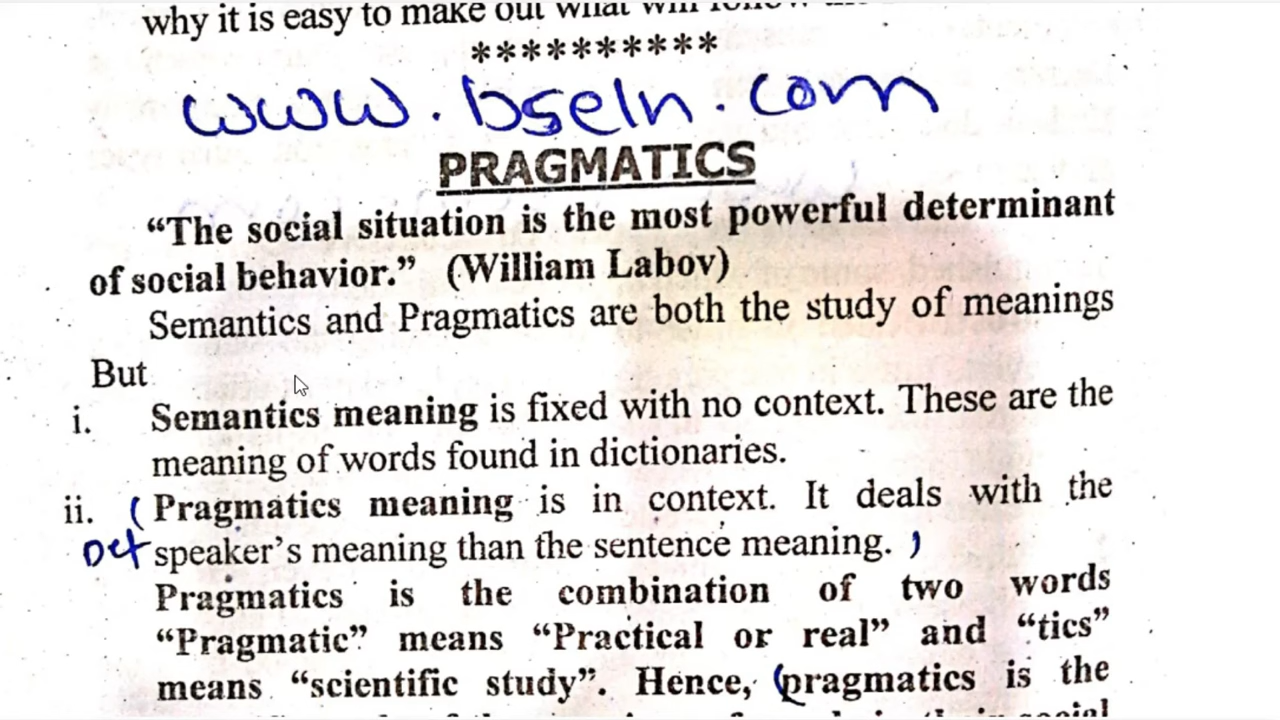 why it is easy to make out what will follow
**********
www.bseln.com
PRAGMATICS
“The social situation is the most powerful determinant
of social behavior.” (William Labov)
Semantics and Pragmatics are both the study of meanings
But
i. Semantics meaning is fixed with no context. These are the
meaning of words found in dictionaries.
ii. (Pragmatics meaning is in context. It deals with the
Def speaker’s meaning than the sentence meaning. )
Pragmatics is the combination of two words
“Pragmatic” means “Practical or real” and “tics”
means “scientific study”. Hence, (pragmatics is the